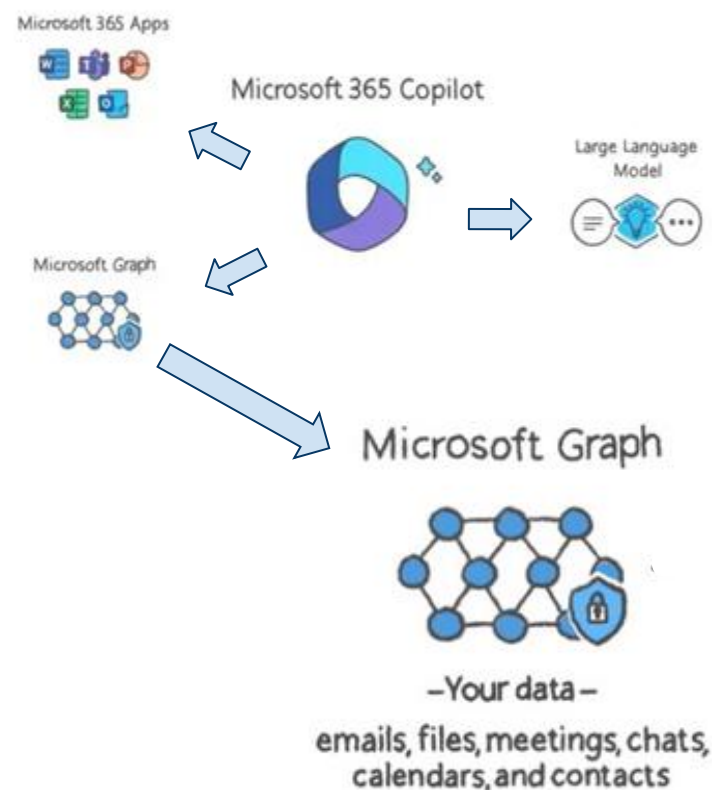 Microsoft 365 Apps
W
T
P
X
O
Microsoft 365 Copilot
Large Language
Model
Microsoft Graph
Microsoft Graph
–Your data–
emails, files, meetings, chats,
calendars, and contacts